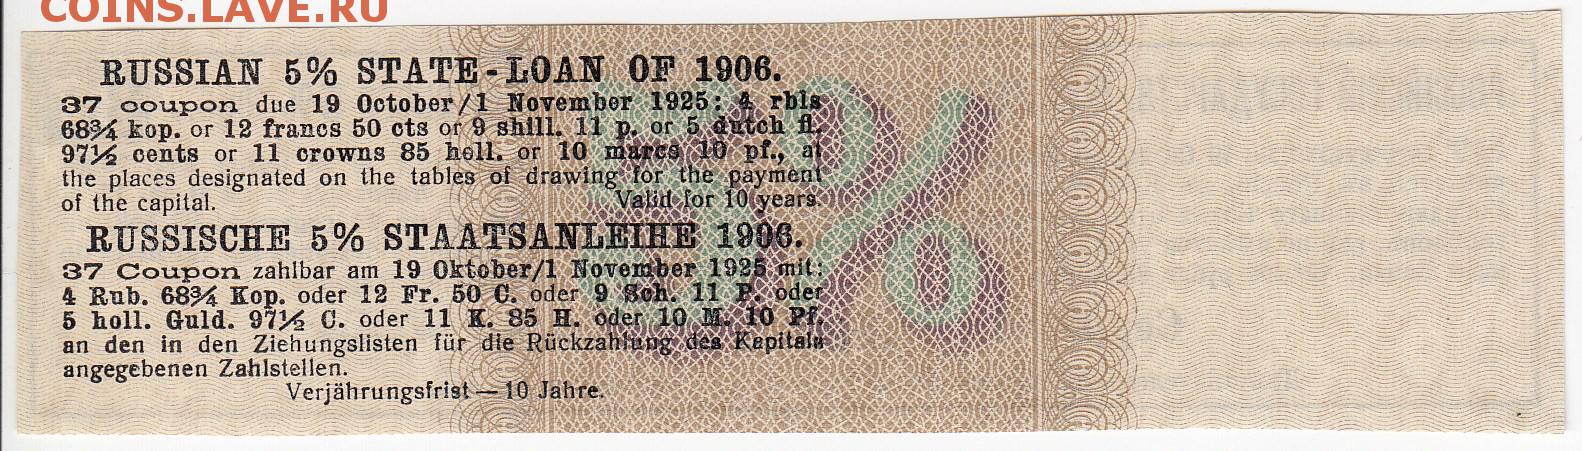 COINS.LAVE.RU
RUSSIAN 5% STATE-LOAN OF 1906.
37 coupon due 19 October/1 November 1925: 4 rbls
68¾ kop. or 12 francs 50 cts or 9 shill. 11 p. or 5 dutch fl.
97½ cents or 11 crowns 85 hell. or 10 marcs 10 pf., at
the places designated on the tables of drawing for the payment
of the capital. Valid for 10 years.
RUSSISCHE 5% STAATSANLEIHE 1906.
37 Coupon zahlbar am 19 Oktober/1 November 1925 mit:
4 Rub. 68¾ Kop. oder 12 Fr. 50 C. oder 9 Sch. 11 P. oder
5 holl. Guld. 97½ C. oder 11 K. 85 H. oder 10 M. 10 Pf.
an den in den Ziehungslisten für die Rückzahlung des Kapitals
angegebenen Zahlstellen.
Verjährungsfrist — 10 Jahre.
5%